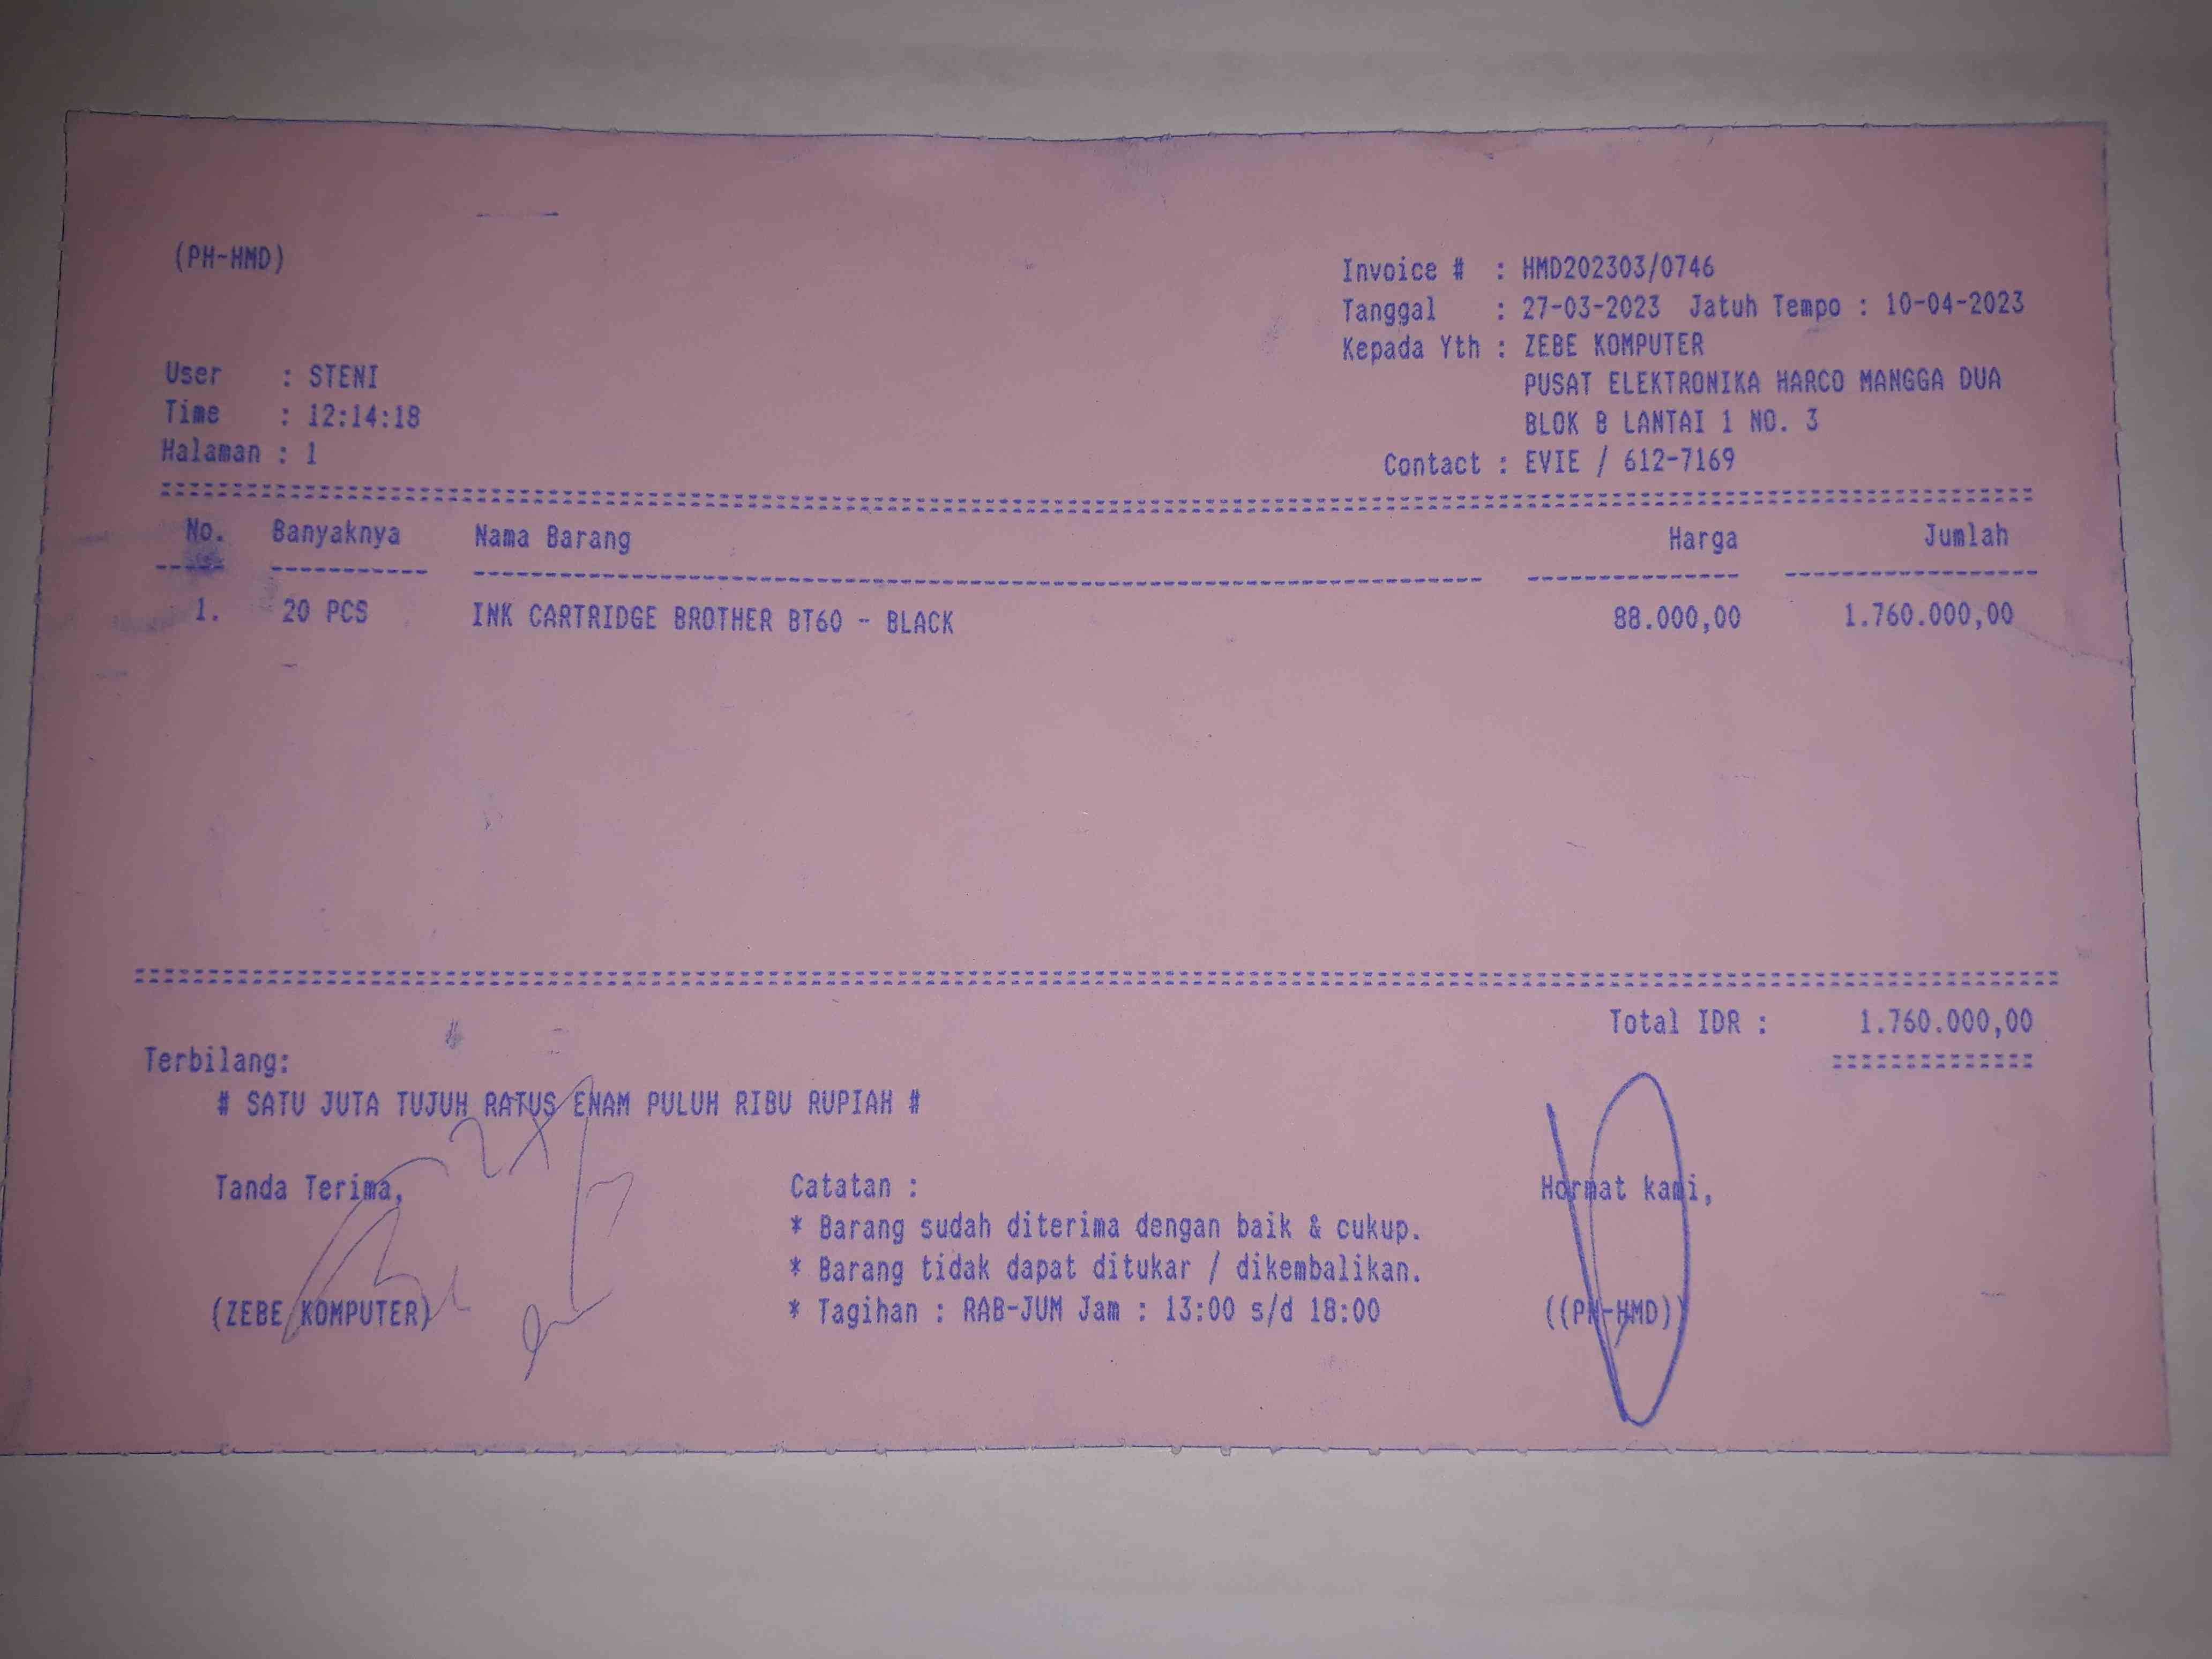 (PH-HMD)
Invoice # : HMD202303/0746
Tanggal : 27-03-2023 Jatuh Tempo : 10-04-2023
Kepada Yth : ZEBE KOMPUTER
PUSAT ELEKTRONIKA HARCO MANGGA DUA
BLOK B LANTAI 1 NO. 3
Contact : EVIE / 612-7169
User : STENI
Time : 12:14:18
Halaman : 1
No. Banyaknya Nama Barang Harga Jumlah
1. 20 PCS INK CARTRIDGE BROTHER BT60 - BLACK 88.000,00 1.760.000,00
Total IDR : 1.760.000,00
Terbilang:
# SATU JUTA TUJUH RATUS ENAM PULUH RIBU RUPIAH #
Tanda Terima,
(ZEBE KOMPUTER)
Catatan :
* Barang sudah diterima dengan baik & cukup.
* Barang tidak dapat ditukar / dikembalikan.
* Tagihan : RAB-JUM Jam : 13:00 s/d 18:00
Hormat kami,
((PH-HMD))